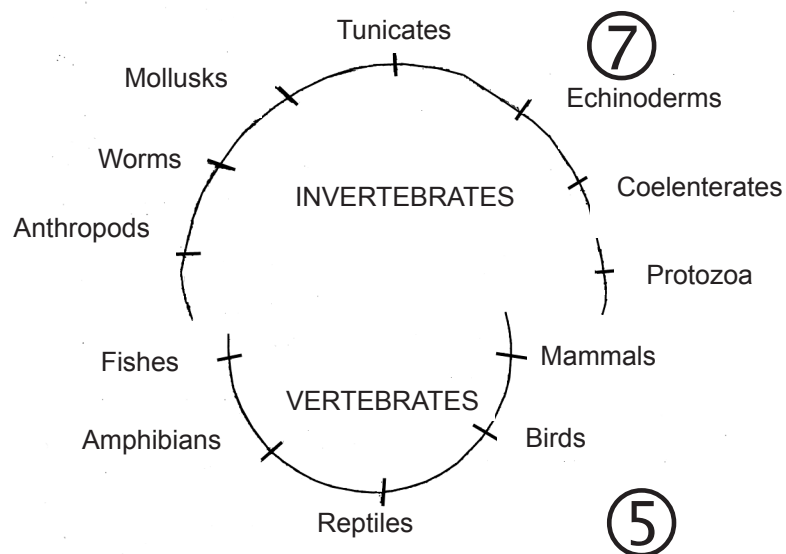 Tunicates
⑦
Mollusks
Echinoderms
Worms
Coelenterates
INVERTEBRATES
Anthropods
Protozoa
Fishes
Mammals
VERTEBRATES
Amphibians
Birds
Reptiles
⑤